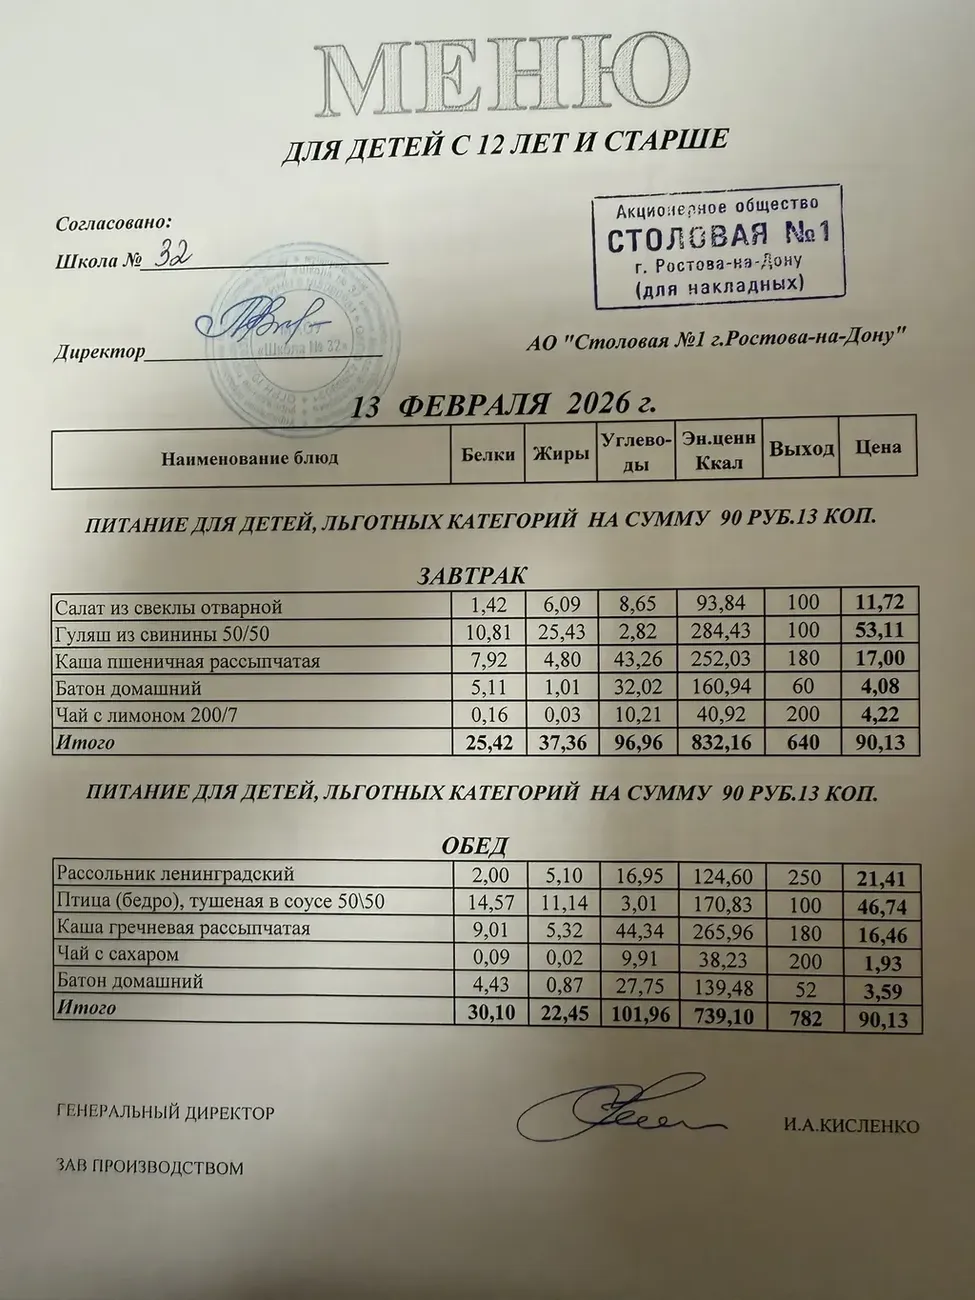 МЕНЮ
ДЛЯ ДЕТЕЙ С 12 ЛЕТ И СТАРШЕ
Согласовано:
Школа № 32
Акционерное общество
СТОЛОВАЯ №1
г. Ростова-на-Дону
(для накладных)
«Школа № 32»
Директор
АО "Столовая №1 г.Ростова-на-Дону"
13 ФЕВРАЛЯ 2026 г.
Наименование блюд Белки Жиры Углево-ды Эн.ценн Ккал Выход Цена
ПИТАНИЕ ДЛЯ ДЕТЕЙ, ЛЬГОТНЫХ КАТЕГОРИЙ НА СУММУ 90 РУБ.13 КОП.
ЗАВТРАК
Салат из свеклы отварной 1,42 6,09 8,65 93,84 100 11,72
Гуляш из свинины 50/50 10,81 25,43 2,82 284,43 100 53,11
Каша пшеничная рассыпчатая 7,92 4,80 43,26 252,03 180 17,00
Батон домашний 5,11 1,01 32,02 160,94 60 4,08
Чай с лимоном 200/7 0,16 0,03 10,21 40,92 200 4,22
Итого 25,42 37,36 96,96 832,16 640 90,13
ПИТАНИЕ ДЛЯ ДЕТЕЙ, ЛЬГОТНЫХ КАТЕГОРИЙ НА СУММУ 90 РУБ.13 КОП.
ОБЕД
Рассольник ленинградский 2,00 5,10 16,95 124,60 250 21,41
Птица (бедро), тушеная в соусе 50\50 14,57 11,14 3,01 170,83 100 46,74
Каша гречневая рассыпчатая 9,01 5,32 44,34 265,96 180 16,46
Чай с сахаром 0,09 0,02 9,91 38,23 200 1,93
Батон домашний 4,43 0,87 27,75 139,48 52 3,59
Итого 30,10 22,45 101,96 739,10 782 90,13
ГЕНЕРАЛЬНЫЙ ДИРЕКТОР
И.А.КИСЛЕНКО
ЗАВ ПРОИЗВОДСТВОМ